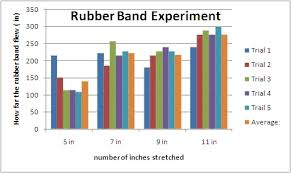 Rubber Band Experiment
How far the rubber band flew ( in)
350
300
250
200
150
100
50
0
5 in
7 in
9 in
11 in
number of inches stretched
Trial 1
Trial 2
Trial 3
Trial 4
Trail 5
Average: